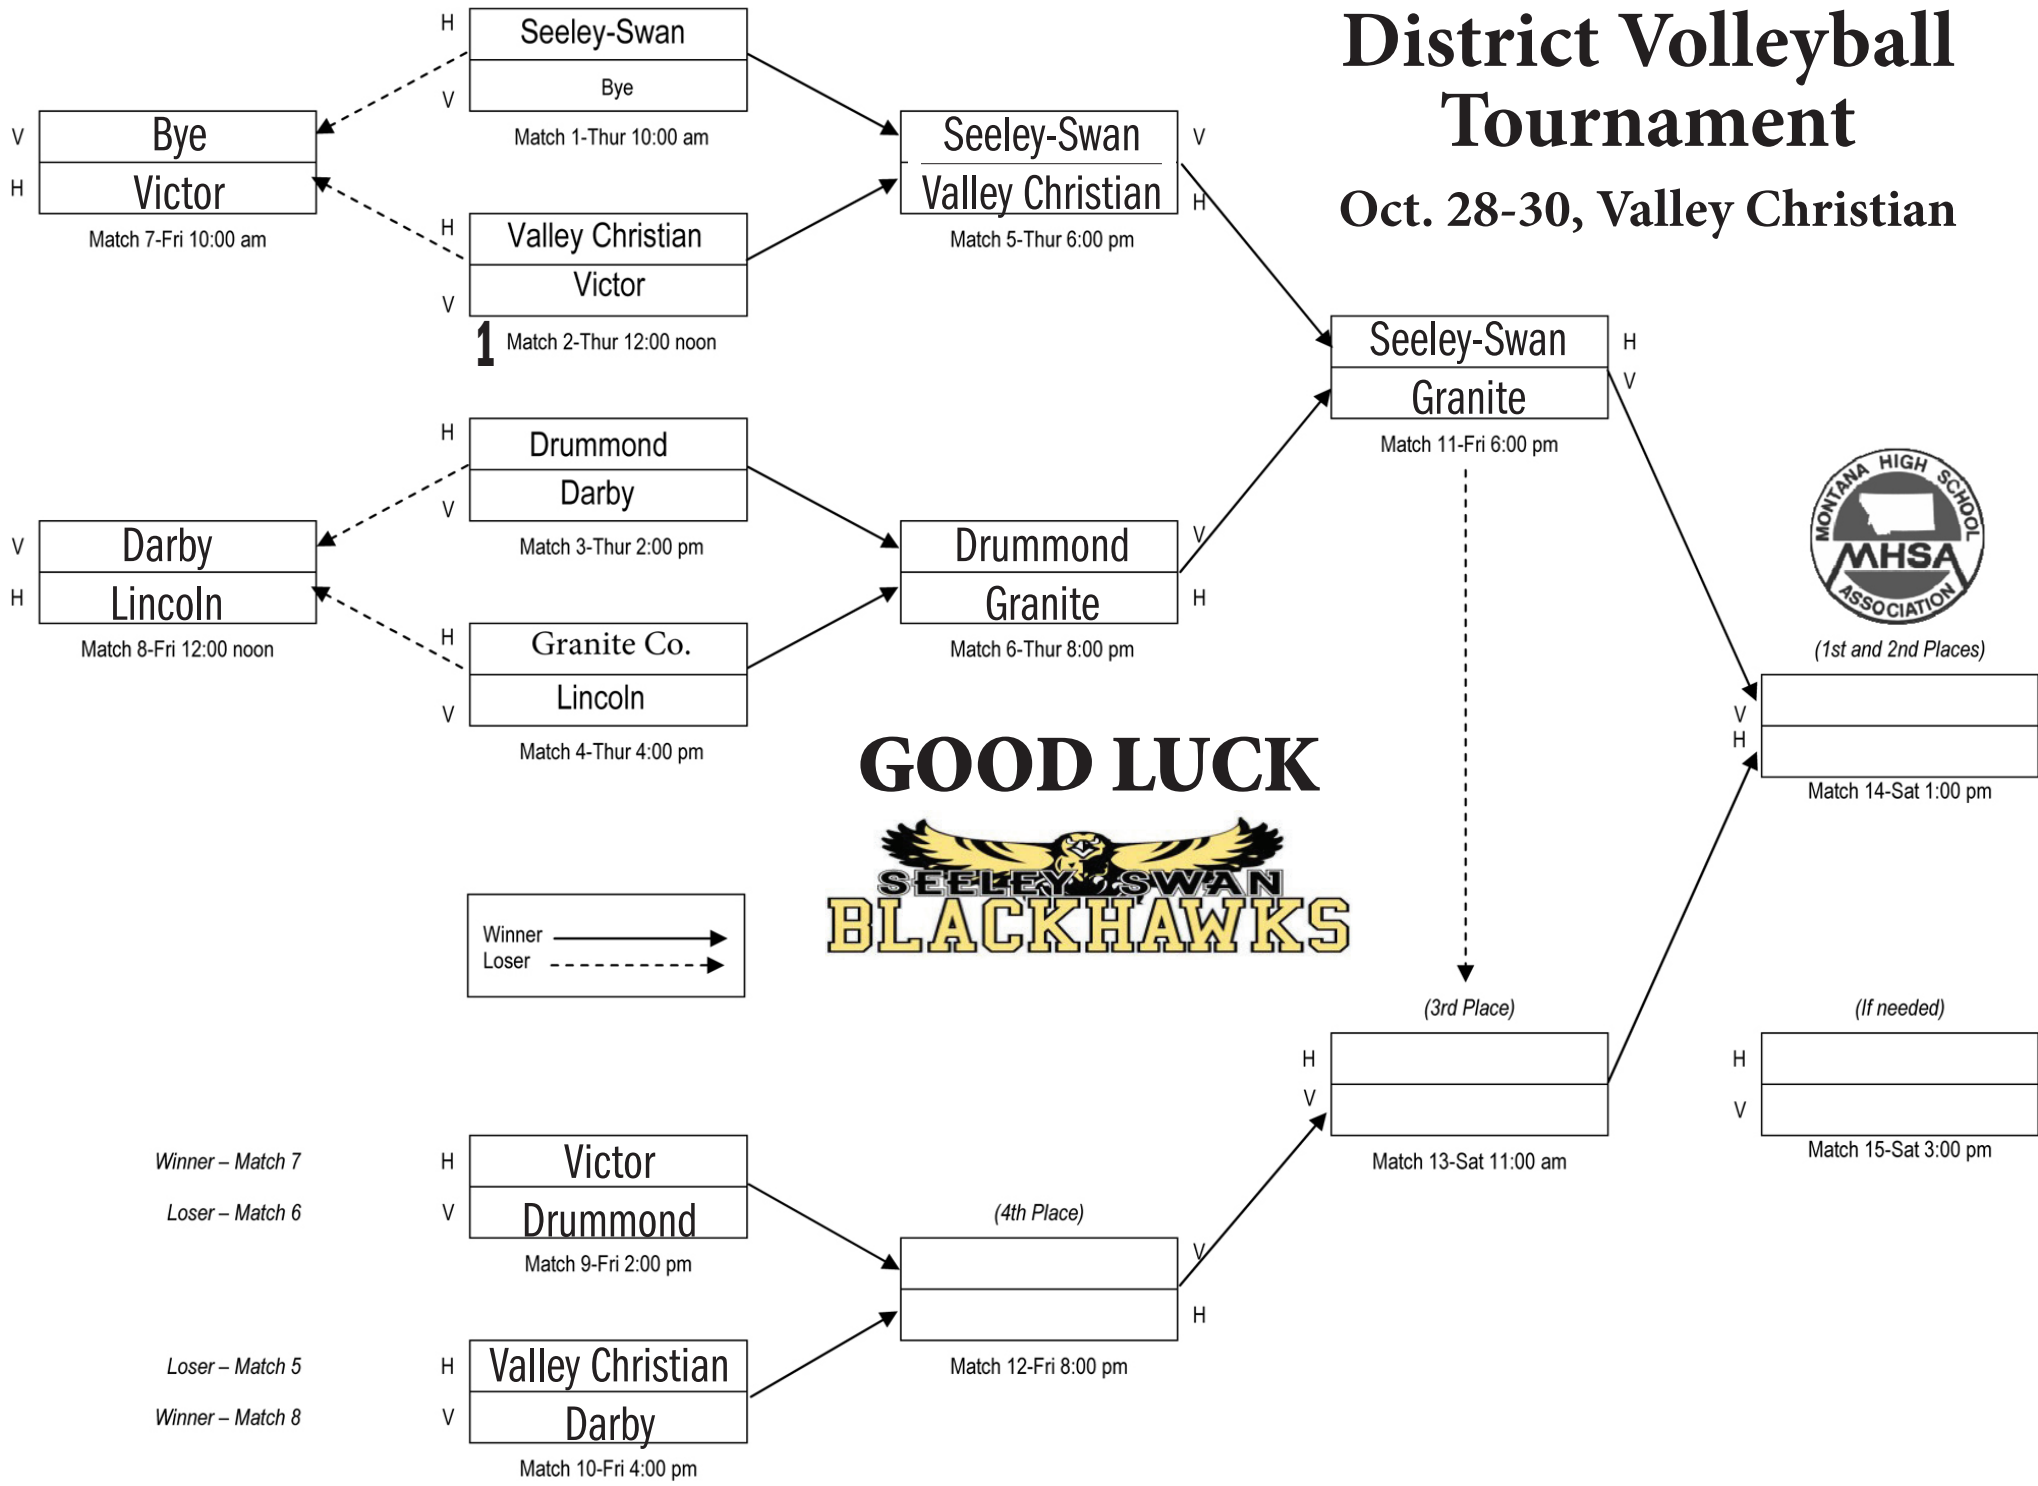 District Volleyball
Tournament
Oct. 28-30, Valley Christian
H
Seeley-Swan
V
Bye
Match 1-Thur 10:00 am
V
Bye
H
Victor
Match 7-Fri 10:00 am
H
Valley Christian
V
Victor
1 Match 2-Thur 12:00 noon
Seeley-Swan
V
Valley Christian
H
Match 5-Thur 6:00 pm
H
Drummond
V
Darby
Match 3-Thur 2:00 pm
V
Darby
H
Lincoln
Match 8-Fri 12:00 noon
H
Granite Co.
V
Lincoln
Match 4-Thur 4:00 pm
Drummond
V
Granite
H
Match 6-Thur 8:00 pm
Seeley-Swan
H
Granite
V
Match 11-Fri 6:00 pm
MONTANA HIGH SCHOOL
MHSA
ASSOCIATION
(1st and 2nd Places)
V
H
Match 14-Sat 1:00 pm
GOOD LUCK
SEELEY SWAN
BLACKHAWKS
Winner
Loser
(3rd Place)
H
V
Match 13-Sat 11:00 am
(If needed)
H
V
Match 15-Sat 3:00 pm
Winner – Match 7
H
Victor
Loser – Match 6
V
Drummond
Match 9-Fri 2:00 pm
(4th Place)
V
H
Match 12-Fri 8:00 pm
Loser – Match 5
H
Valley Christian
Winner – Match 8
V
Darby
Match 10-Fri 4:00 pm